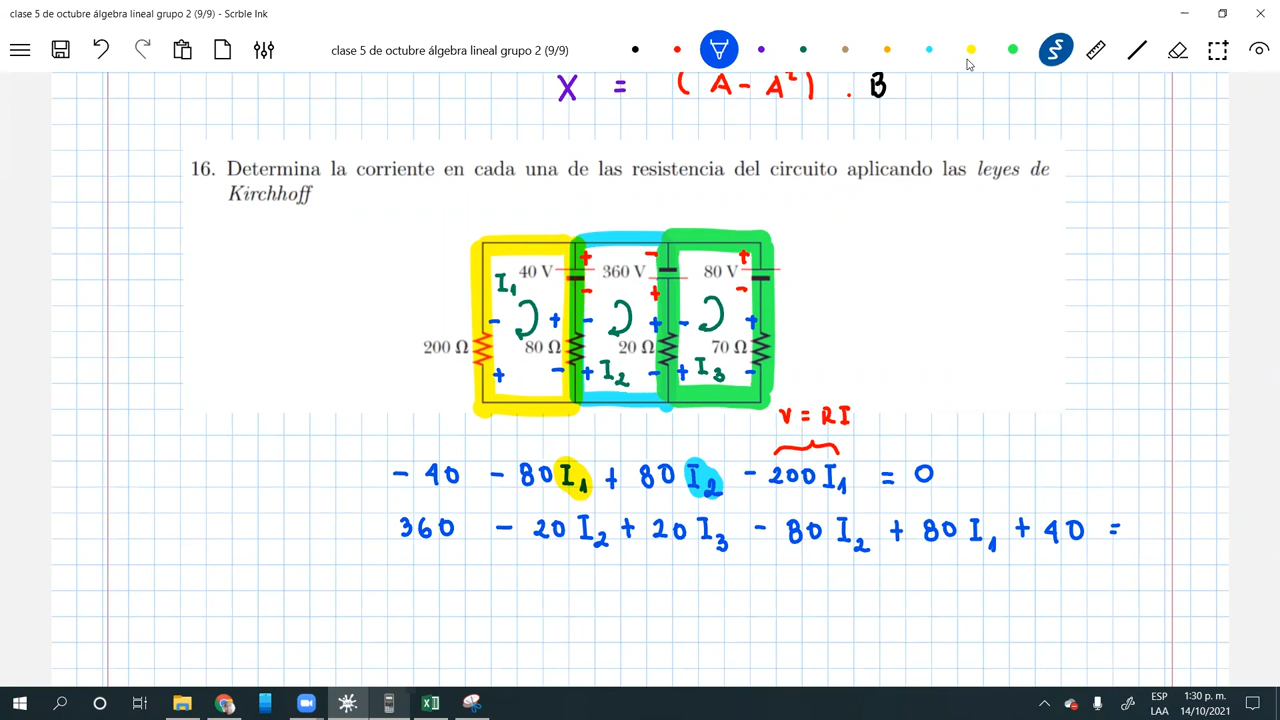 clase 5 de octubre álgebra lineal grupo 2 (9/9) - Scrble Ink
clase 5 de octubre álgebra lineal grupo 2 (9/9)
X = (A - A²) . B
16. Determina la corriente en cada una de las resistencia del circuito aplicando las leyes de
Kirchhoff
40 V + 360 V - 80 V +
I₁ - + -
- + - + - +
200 Ω 80 Ω 20 Ω 70 Ω
+ - + I₂ - + I₃ -
V = RI
- 40 - 80 I₁ + 80 I₂ - 200 I₁ = 0
360 - 20 I₂ + 20 I₃ - 80 I₂ + 80 I₁ + 40 =
ESP 1:30 p. m.
LAA 14/10/2021